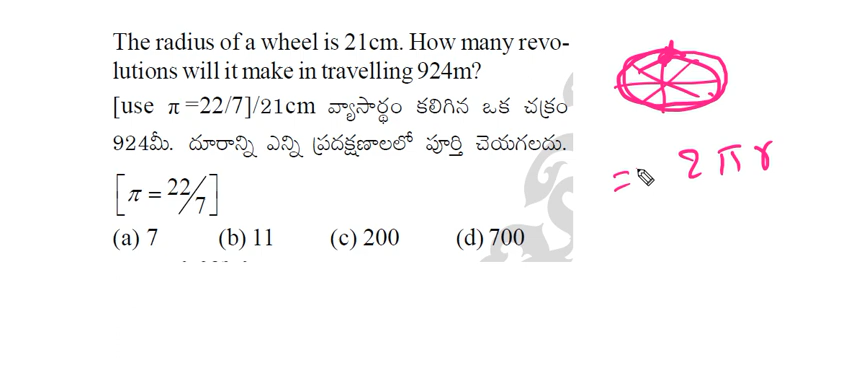 The radius of a wheel is 21cm. How many revo-
lutions will it make in travelling 924m?
[use π =22/7]/21cm వ్యాసార్థం కలిగిన ఒక చక్రం
924మీ. దూరాన్ని ఎన్ని ప్రదక్షణాలలో పూర్తి చెయగలదు.
[π = 22/7]
(a) 7 (b) 11 (c) 200 (d) 700
= 2πr